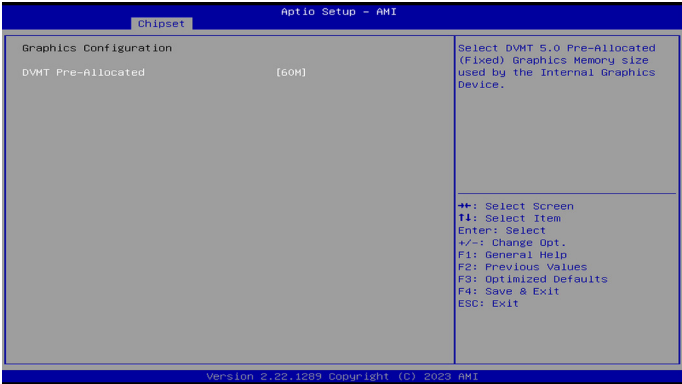 Aptio Setup – AMI
Chipset
Graphics Configuration
DVMT Pre-Allocated [60M]
Select DVMT 5.0 Pre-Allocated
(Fixed) Graphics Memory size
used by the Internal Graphics
Device.
→←: Select Screen
↑↓: Select Item
Enter: Select
+/-: Change Opt.
F1: General Help
F2: Previous Values
F3: Optimized Defaults
F4: Save & Exit
ESC: Exit
Version 2.22.1289 Copyright (C) 2023 AMI